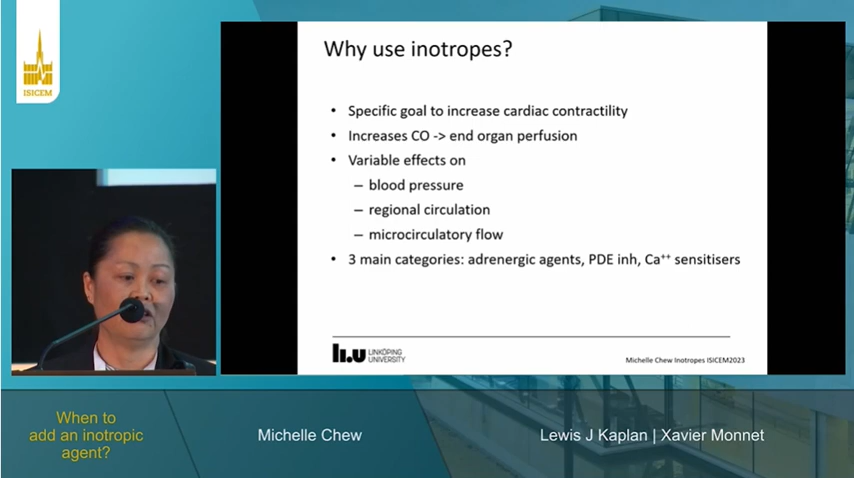 ISICEM
Why use inotropes?
• Specific goal to increase cardiac contractility
• Increases CO -> end organ perfusion
• Variable effects on
– blood pressure
– regional circulation
– microcirculatory flow
• 3 main categories: adrenergic agents, PDE inh, Ca++ sensitisers
li.u LINKÖPING
UNIVERSITY
Michelle Chew Inotropes ISICEM2023
When to
add an inotropic
agent?
Michelle Chew
Lewis J Kaplan | Xavier Monnet